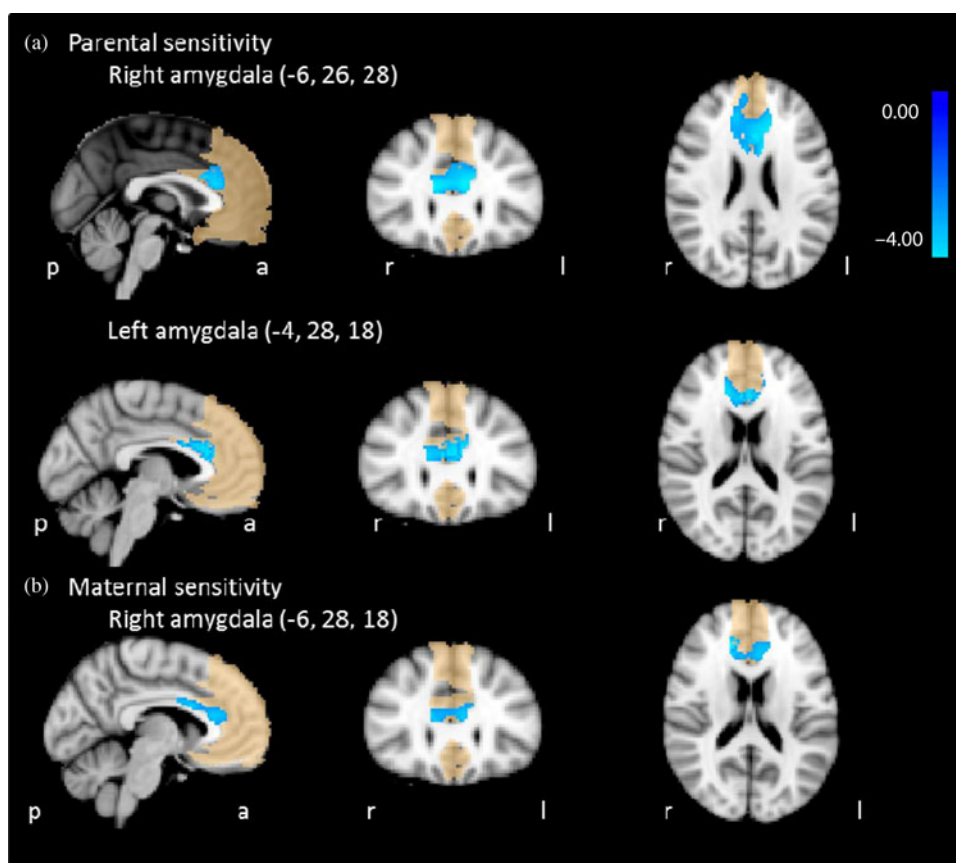 (a) Parental sensitivity
Right amygdala (-6, 26, 28)
0.00
−4.00
p a r l r l
Left amygdala (-4, 28, 18)
p a r l r l
(b) Maternal sensitivity
Right amygdala (-6, 28, 18)
p a r l r l